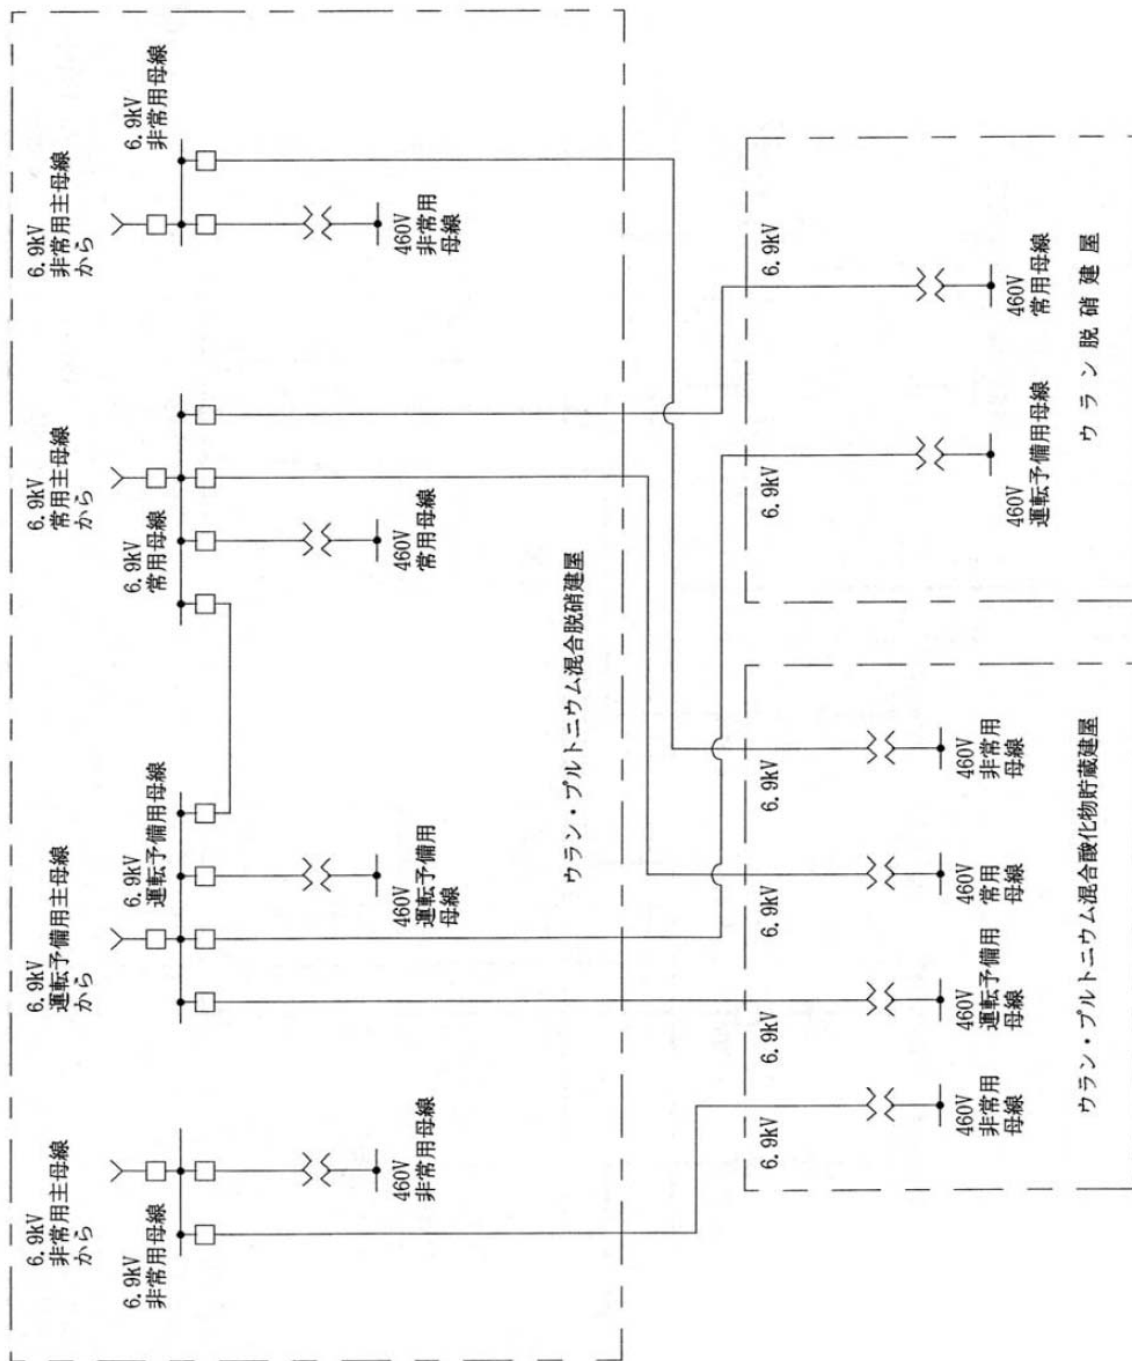 6.9kV
非常用主母線
から
6.9kV
非常用母線
460V
非常用母線
6.9kV
運転予備用主母線
から
6.9kV
運転予備用母線
460V
運転予備用
母線
6.9kV
常用主母線
から
6.9kV
常用母線
460V
常用母線
6.9kV
非常用主母線
から
6.9kV
非常用母線
460V
非常用
母線
ウラン・プルトニウム混合脱硝建屋
6.9kV
460V
非常用
母線
6.9kV
460V
運転予備用
母線
6.9kV
460V
常用
母線
6.9kV
460V
非常用
母線
ウラン・プルトニウム混合酸化物貯蔵建屋
6.9kV
460V
運転予備用母線
6.9kV
460V
常用母線
ウラン脱硝建屋